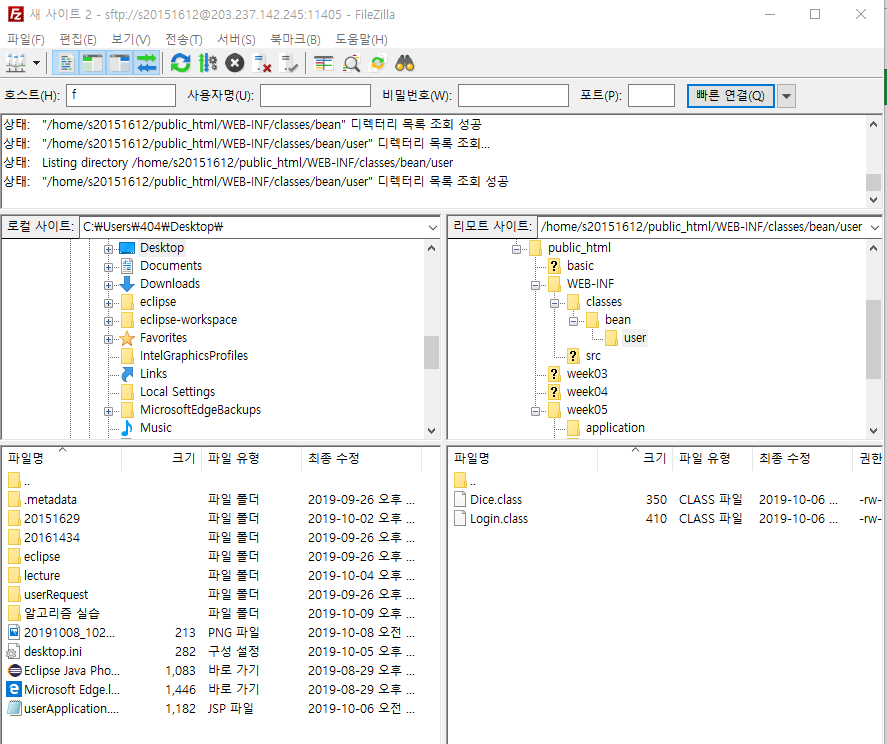 새 사이트 2 - sftp://s20151612@203.237.142.245:11405 - FileZilla
파일(F) 편집(E) 보기(V) 전송(T) 서버(S) 북마크(B) 도움말(H)
호스트(H): f 사용자명(U): 비밀번호(W): 포트(P): 빠른 연결(Q)
상태: "/home/s20151612/public_html/WEB-INF/classes/bean" 디렉터리 목록 조회 성공
상태: "/home/s20151612/public_html/WEB-INF/classes/bean/user" 디렉터리 목록 조회...
상태: Listing directory /home/s20151612/public_html/WEB-INF/classes/bean/user
상태: "/home/s20151612/public_html/WEB-INF/classes/bean/user" 디렉터리 목록 조회 성공
로컬 사이트: C:₩Users₩404₩Desktop₩
Desktop
Documents
Downloads
eclipse
eclipse-workspace
Favorites
IntelGraphicsProfiles
Links
Local Settings
MicrosoftEdgeBackups
Music
리모트 사이트: /home/s20151612/public_html/WEB-INF/classes/bean/user
public_html
basic
WEB-INF
classes
bean
user
src
week03
week04
week05
application
파일명 크기 파일 유형 최종 수정
..
.metadata 파일 폴더 2019-09-26 오후 ...
20151629 파일 폴더 2019-10-02 오후 ...
20161434 파일 폴더 2019-09-26 오후 ...
eclipse 파일 폴더 2019-09-26 오후 ...
lecture 파일 폴더 2019-10-04 오후 ...
userRequest 파일 폴더 2019-09-26 오후 ...
알고리즘 실습 파일 폴더 2019-10-09 오후 ...
20191008_102... 213 PNG 파일 2019-10-08 오전 ...
desktop.ini 282 구성 설정 2019-10-05 오후 ...
Eclipse Java Pho... 1,083 바로 가기 2019-08-29 오후 ...
Microsoft Edge.l... 1,446 바로 가기 2019-08-29 오후 ...
userApplication.... 1,182 JSP 파일 2019-10-06 오전 ...
파일명 크기 파일 유형 최종 수정 권한
..
Dice.class 350 CLASS 파일 2019-10-06 ... -rw-
Login.class 410 CLASS 파일 2019-10-06 ... -rw-